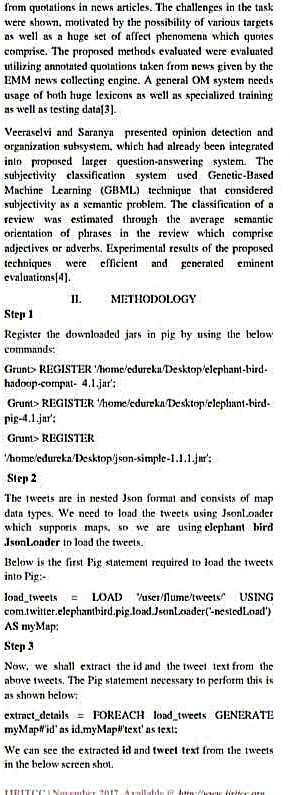 from quotations in news articles. The challenges in the task
were shown, motivated by the possibility of various targets
as well as a huge set of affect phenomena which quotes
comprise. The proposed methods evaluated were evaluated
utilizing annotated quotations taken from news given by the
EMM news collecting engine. A general OM system needs
usage of both huge lexicons as well as specialized training
as well as testing data[3].
Veeraselvi and Saranya presented opinion detection and
organization subsystem, which had already been integrated
into proposed larger question-answering system. The
subjectivity classification system used Genetic-Based
Machine Learning (GBML) technique that considered
subjectivity as a semantic problem. The classification of a
review was estimated through the average semantic
orientation of phrases in the review which comprise
adjectives or adverbs. Experimental results of the proposed
techniques were efficient and generated eminent
evaluations[4].
II. METHODOLOGY
Step 1
Register the downloaded jars in pig by using the below
commands:
Grunt> REGISTER '/home/edureka/Desktop/elephant-bird-
hadoop-compat- 4.1.jar';
Grunt> REGISTER '/home/edureka/Desktop/elephant-bird-
pig-4.1.jar';
Grunt> REGISTER
'/home/edureka/Desktop/json-simple-1.1.1.jar';
Step 2
The tweets are in nested Json format and consists of map
data types. We need to load the tweets using JsonLoader
which supports maps, so we are using elephant bird
JsonLoader to load the tweets.
Below is the first Pig statement required to load the tweets
into Pig:-
load_tweets = LOAD '/user/flume/tweets/' USING
com.twitter.elephantbird.pig.load.JsonLoader('-nestedLoad')
AS myMap;
Step 3
Now, we shall extract the id and the tweet text from the
above tweets. The Pig statement necessary to perform this is
as shown below:
extract_details = FOREACH load_tweets GENERATE
myMap#'id' as id,myMap#'text' as text;
We can see the extracted id and tweet text from the tweets
in the below screen shot.
IJRITCC | November 2017, Available @ http://www.ijritcc.org